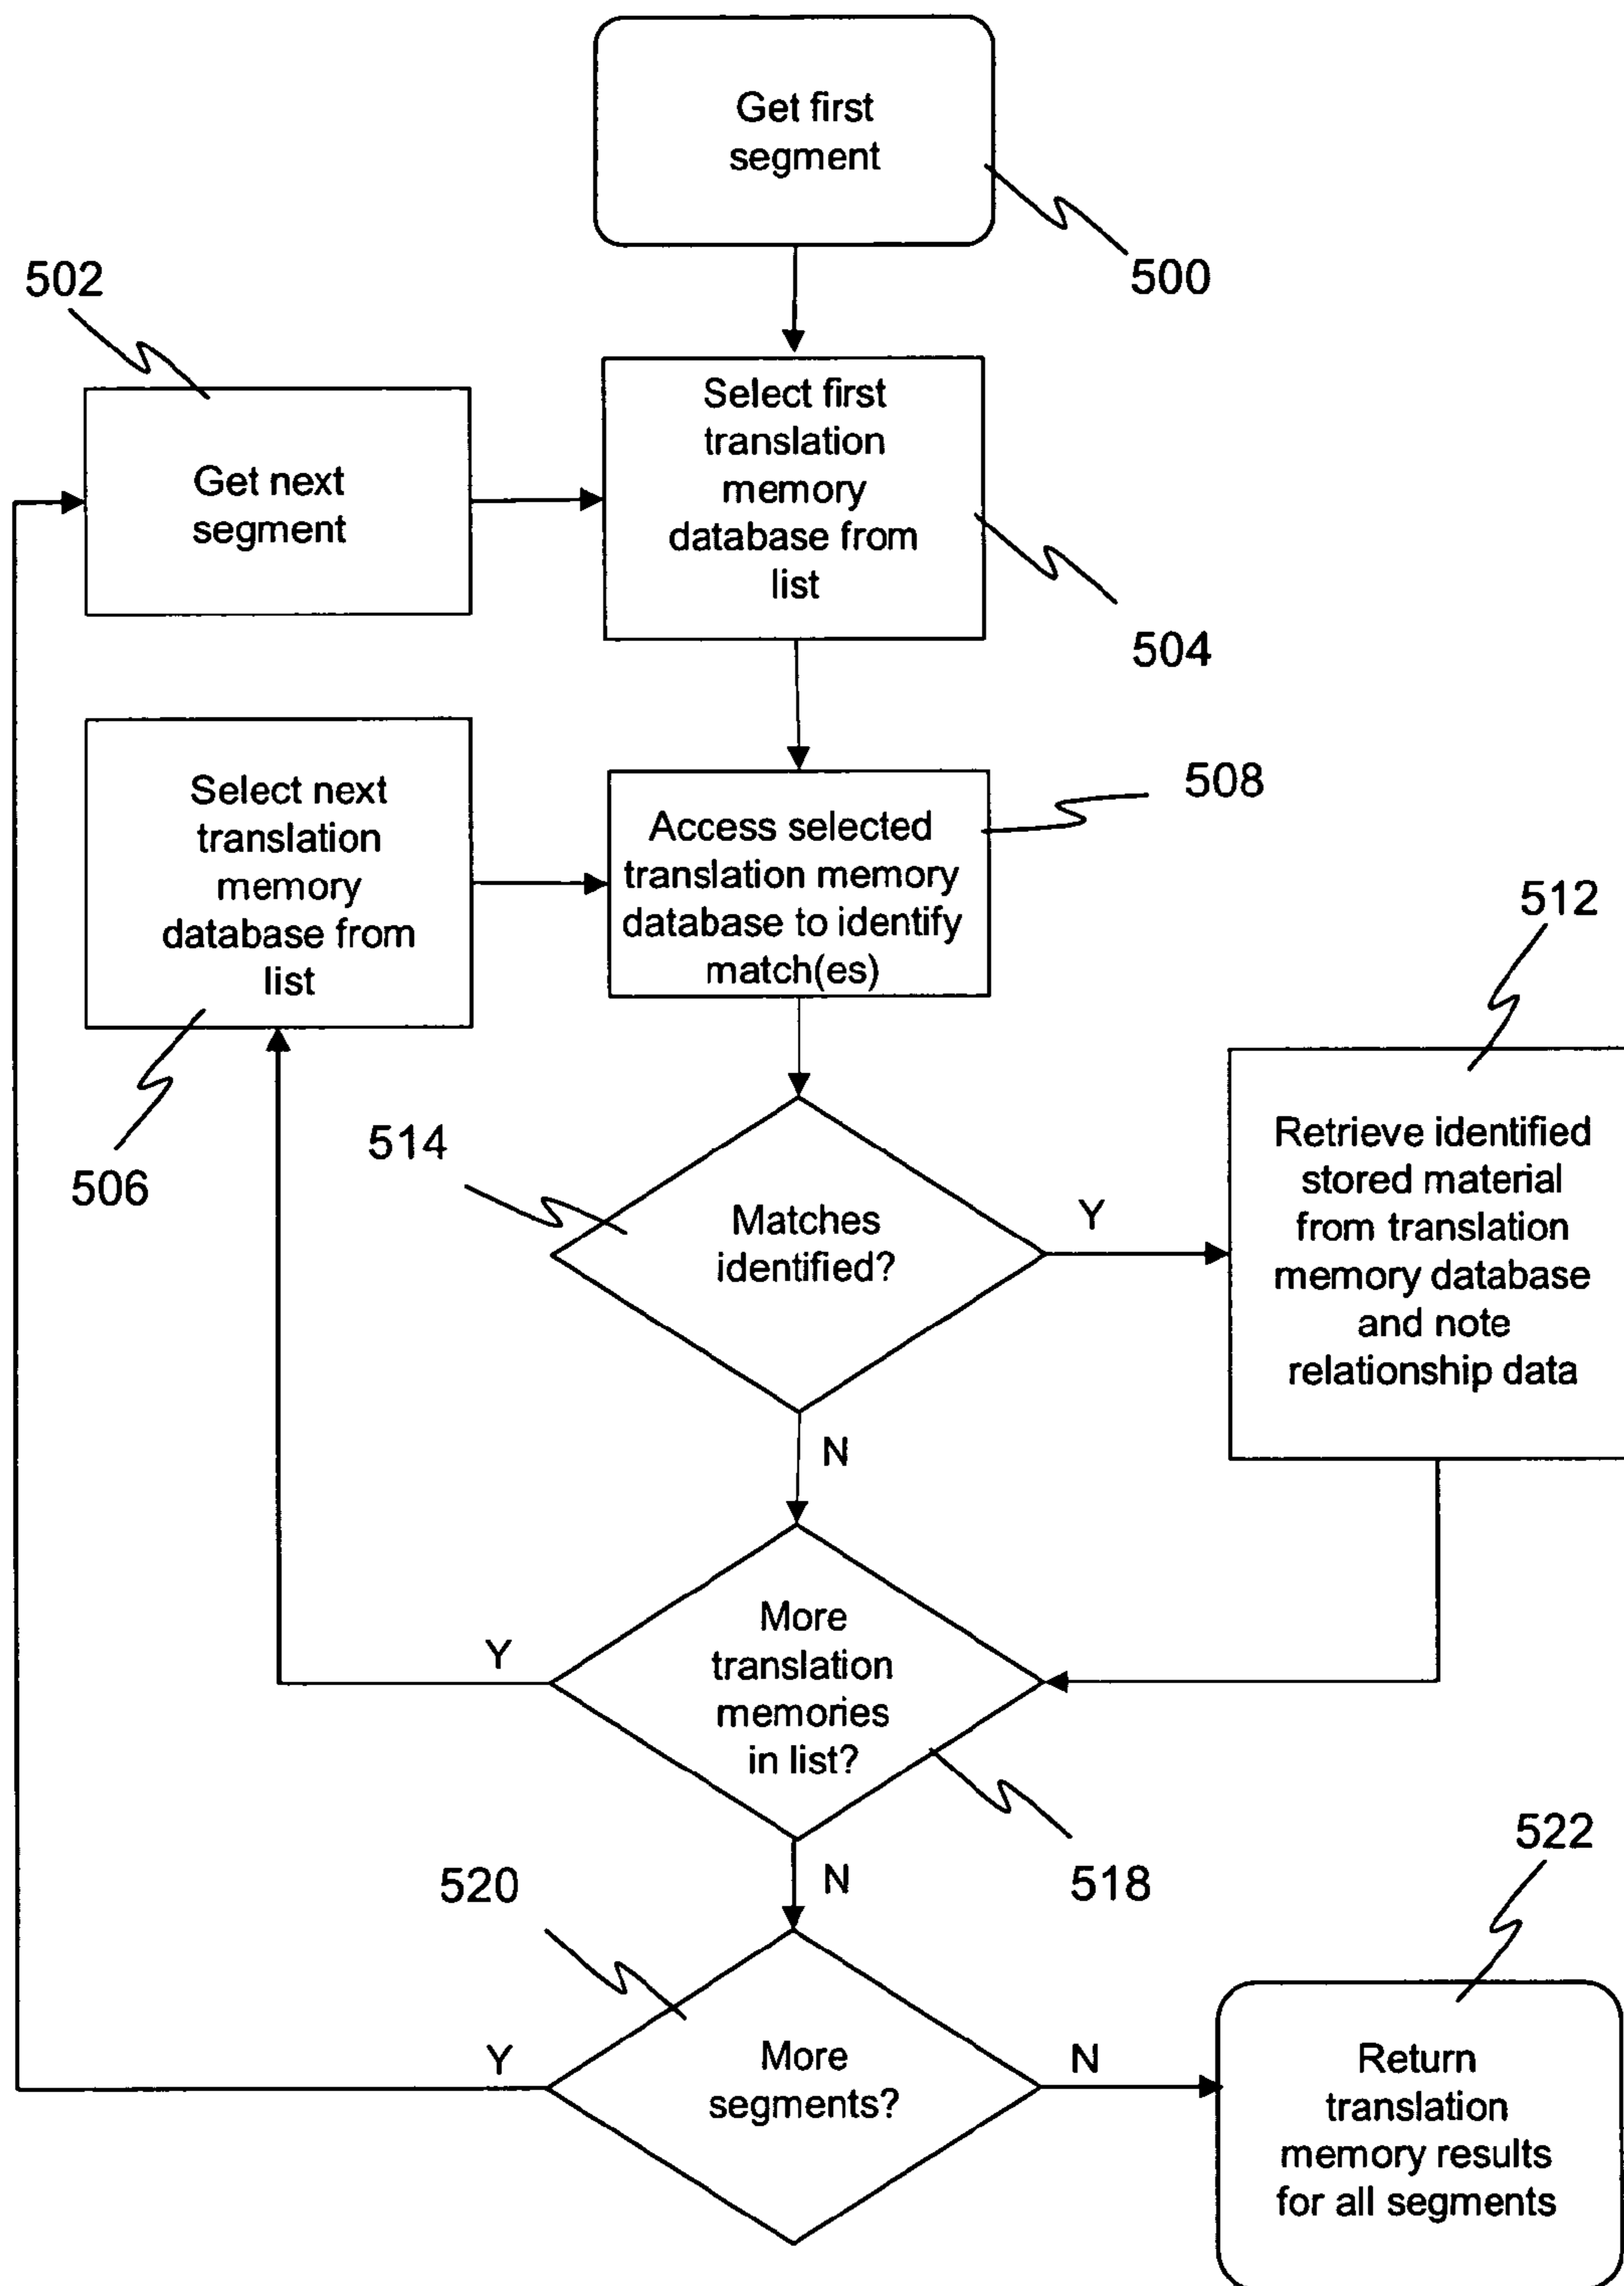 Get first
segment
500
502
Get next
segment
Select first
translation
memory
database from
list
504
Select next
translation
memory
database from
list
506
Access selected
translation memory
database to identify
match(es)
508
512
Retrieve identified
stored material
from translation
memory database
and note
relationship data
514
Matches
identified?
Y
N
More
translation
memories
in list?
Y
N
518
520
More
segments?
Y
N
522
Return
translation
memory results
for all segments